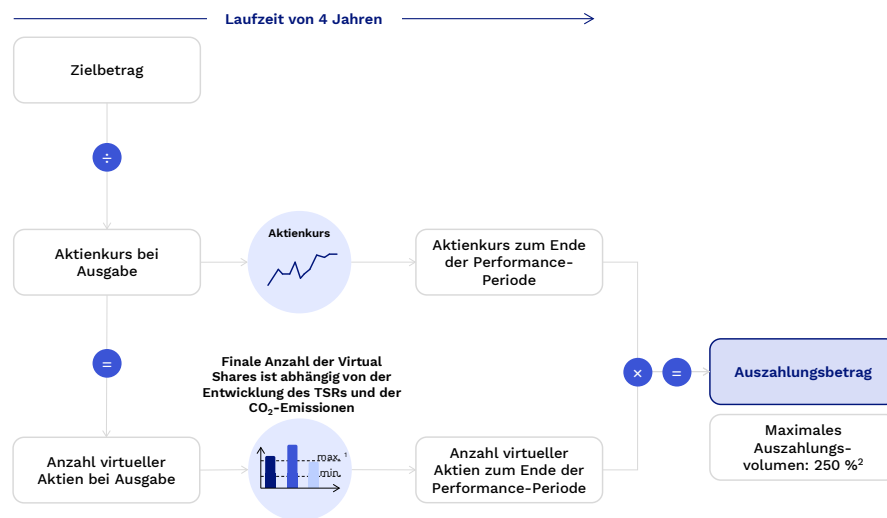 Laufzeit von 4 Jahren
Zielbetrag
÷
Aktienkurs bei
Ausgabe
Aktienkurs
Aktienkurs zum Ende
der Performance-
Periode
=
Finale Anzahl der Virtual
Shares ist abhängig von der
Entwicklung des TSRs und der
CO₂-Emissionen
×
=
Auszahlungsbetrag
Maximales
Auszahlungs-
volumen: 250 %²
Anzahl virtueller
Aktien bei Ausgabe
max. ¹
min.
Anzahl virtueller
Aktien zum Ende der
Performance-Periode